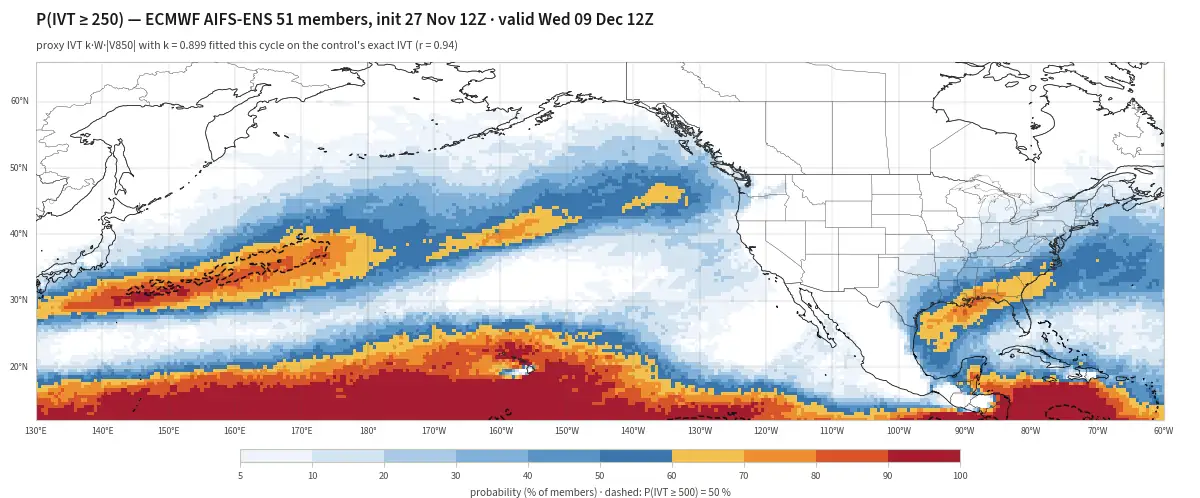 P(IVT ≥ 250) — ECMWF AIFS-ENS 51 members, init 27 Nov 12Z · valid Wed 09 Dec 12Z
proxy IVT k·W·|V850| with k = 0.899 fitted this cycle on the control's exact IVT (r = 0.94)
60°N
50°N
40°N
30°N
20°N
130°E 140°E 150°E 160°E 170°E 180° 170°W 160°W 150°W 140°W 130°W 120°W 110°W 100°W 90°W 80°W 70°W 60°W
5 10 20 30 40 50 60 70 80 90 100
probability (% of members) · dashed: P(IVT ≥ 500) = 50 %